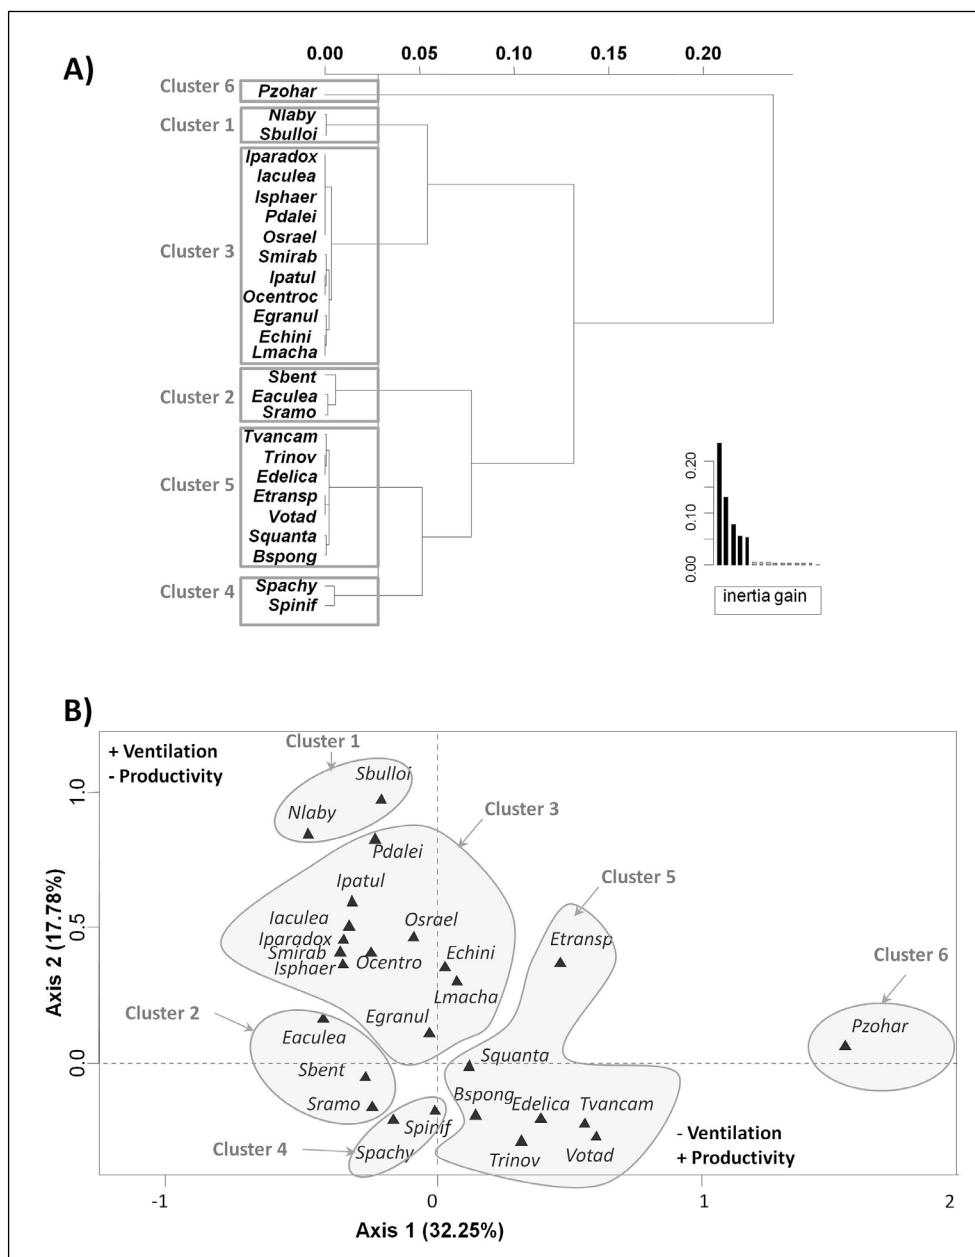 A)
0.00 0.05 0.10 0.15 0.20
Cluster 6
Pzohar
Cluster 1
Nlaby
Sbulloi
Cluster 3
Iparadox
Iaculea
Isphaer
Pdalei
Osrael
Smirab
Ipatul
Ocentroc
Egranul
Echini
Lmacha
Cluster 2
Sbent
Eaculea
Sramo
Cluster 5
Tvancam
Trinov
Edelica
Etransp
Votad
Squanta
Bspong
Cluster 4
Spachy
Spinif
0.20
0.10
0.00
inertia gain
B)
+ Ventilation
- Productivity
Cluster 1
Sbulloi
Nlaby
Cluster 3
Pdalei
Ipatul
Cluster 5
Iaculea
Osrael
Iparadox
Etransp
Smirab
Echini
Isphaer
Ocentro
Cluster 6
Lmacha
Cluster 2
Egranul
Pzohar
Eaculea
Squanta
Sbent
Bspong
Edelica
Tvancam
Sramo
Spinif
- Ventilation
+ Productivity
Cluster 4
Spachy
Trinov
Votad
1.0
0.5
0.0
Axis 2 (17.78%)
-1 0 1 2
Axis 1 (32.25%)